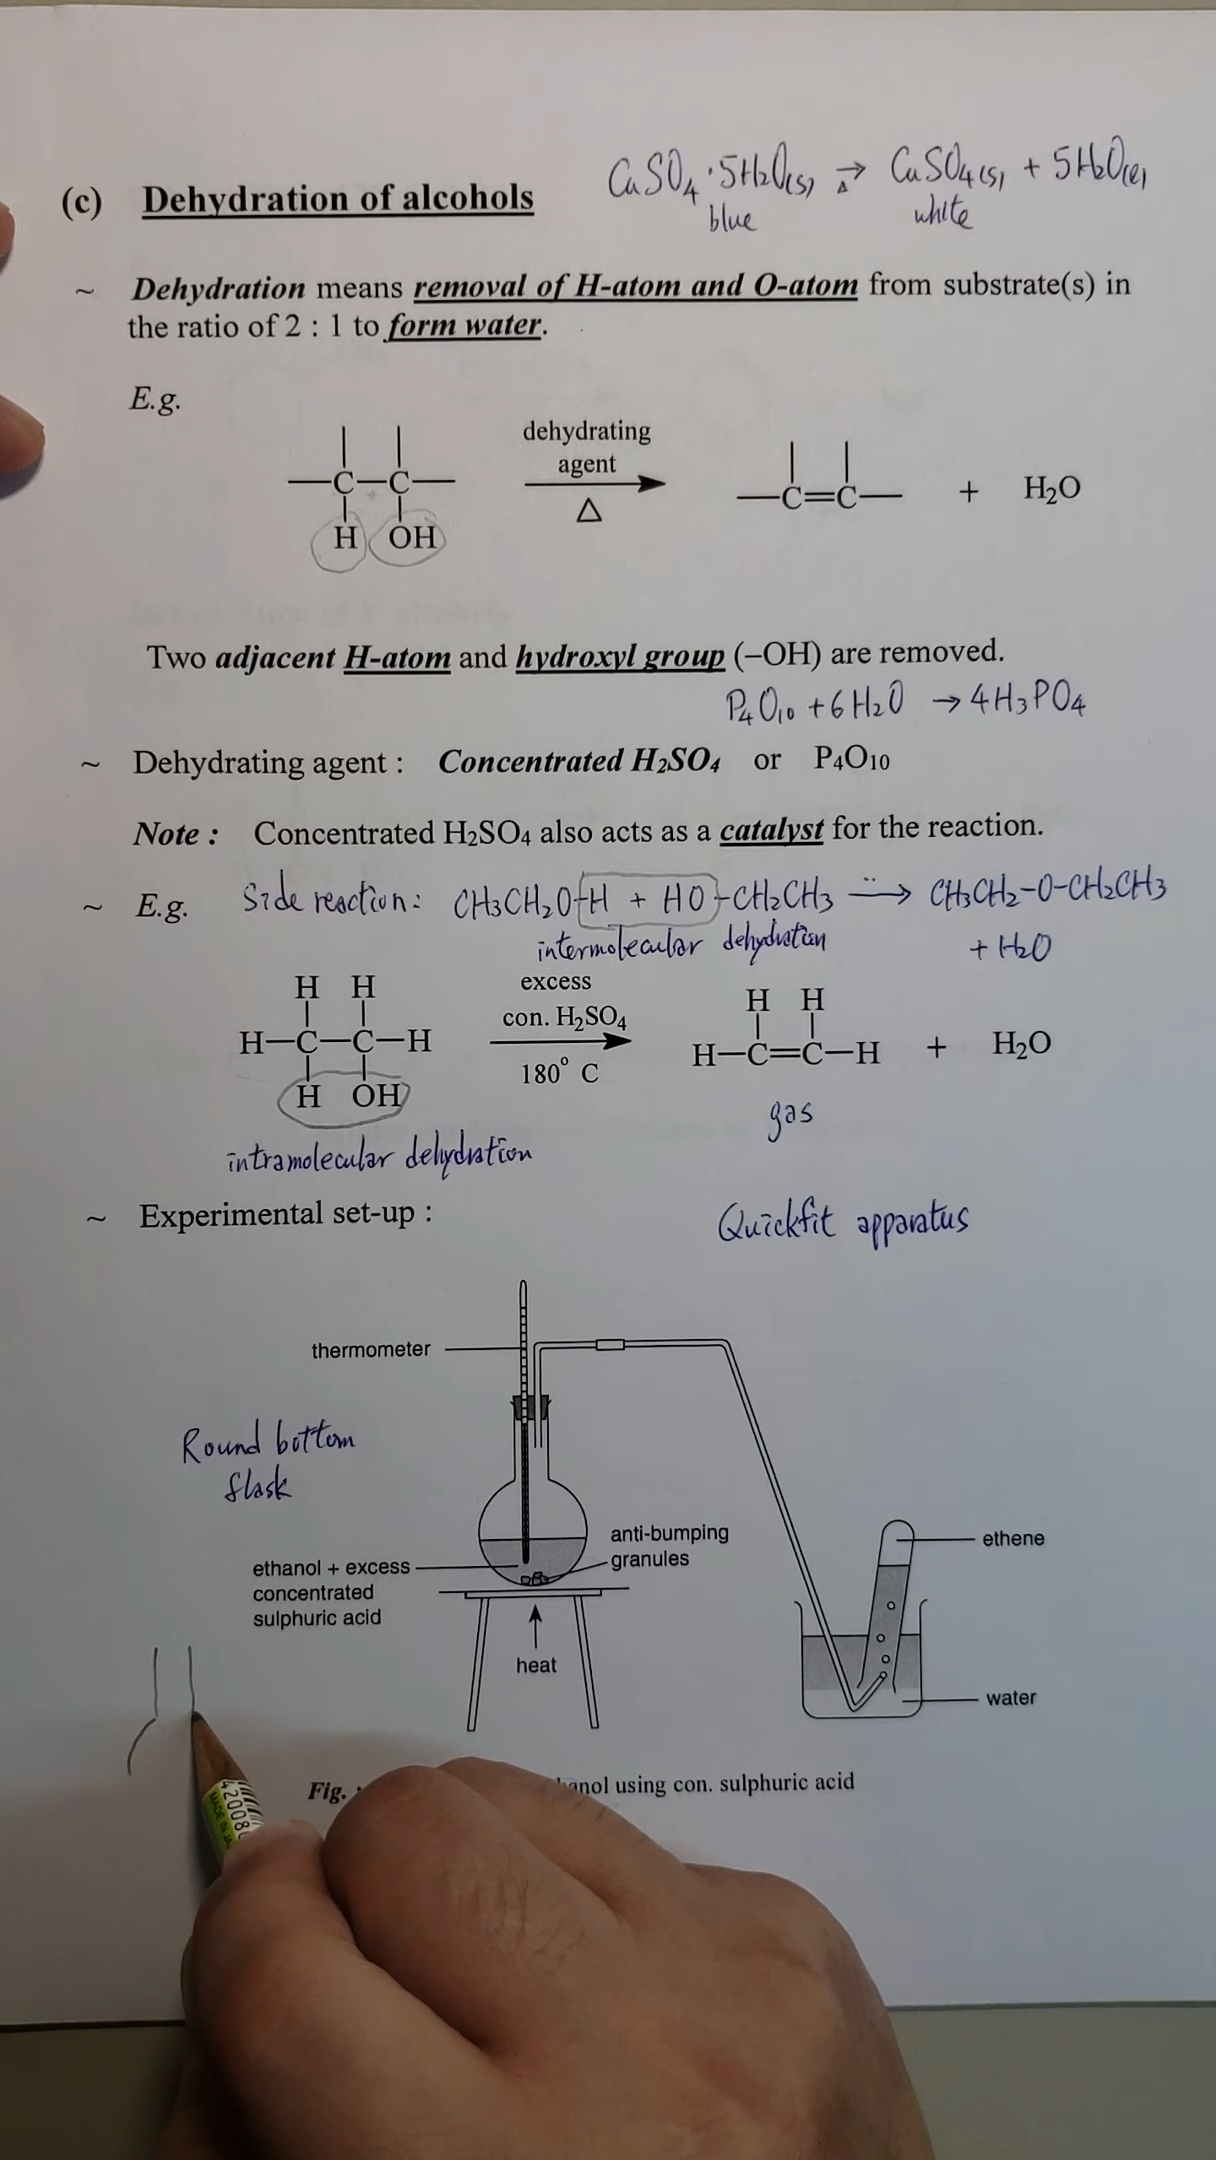 CuSO4·5H2O(s) ⇌ CuSO4(s) + 5H2O(l)
Δ
blue white
(c) Dehydration of alcohols
~ Dehydration means removal of H-atom and O-atom from substrate(s) in
the ratio of 2 : 1 to form water.
E.g.
dehydrating
agent
—C—C— —C=C— + H2O
Δ
H OH
Two adjacent H-atom and hydroxyl group (–OH) are removed.
P4O10 + 6H2O → 4H3PO4
~ Dehydrating agent : Concentrated H2SO4 or P4O10
Note : Concentrated H2SO4 also acts as a catalyst for the reaction.
~ E.g. Side reaction: CH3CH2O-H + HO-CH2CH3 → CH3CH2-O-CH2CH3
intermolecular dehydration + H2O
H H excess H H
con. H2SO4
H—C—C—H H—C=C—H + H2O
180° C
H OH
gas
intramolecular dehydration
~ Experimental set-up : Quickfit apparatus
thermometer
Round bottom
flask
anti-bumping
granules
ethene
ethanol + excess
concentrated
sulphuric acid
heat
water
Fig. : anol using con. sulphuric acid
42008
MADE IN JA